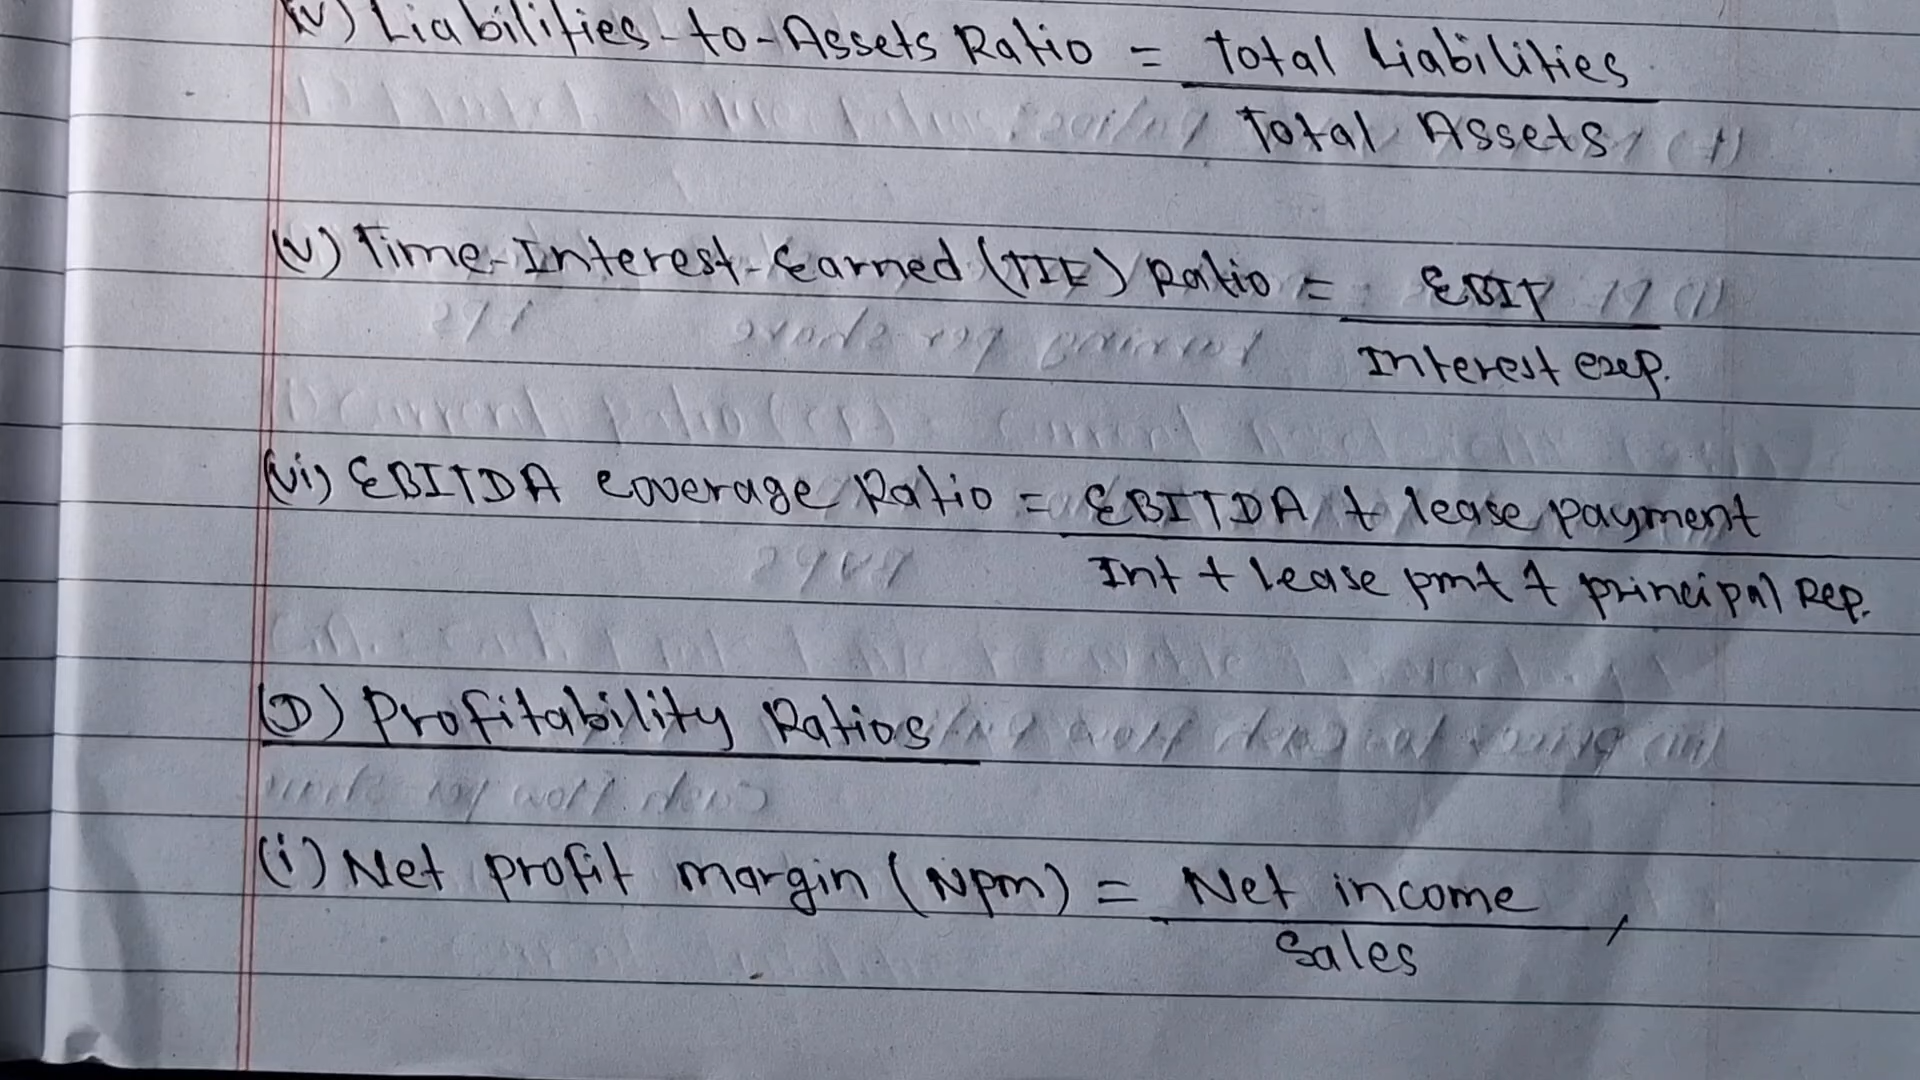 (iv) Liabilities-to-Assets Ratio = Total Liabilities
Total Assets
(v) Time-Interest-Earned (TIE) Ratio = EBIT
Interest exp.
(vi) EBITDA Coverage Ratio = EBITDA + lease payment
Int + lease pmt + principal Rep.
(D) Profitability Ratios
(i) Net profit margin (NPM) = Net income
Sales